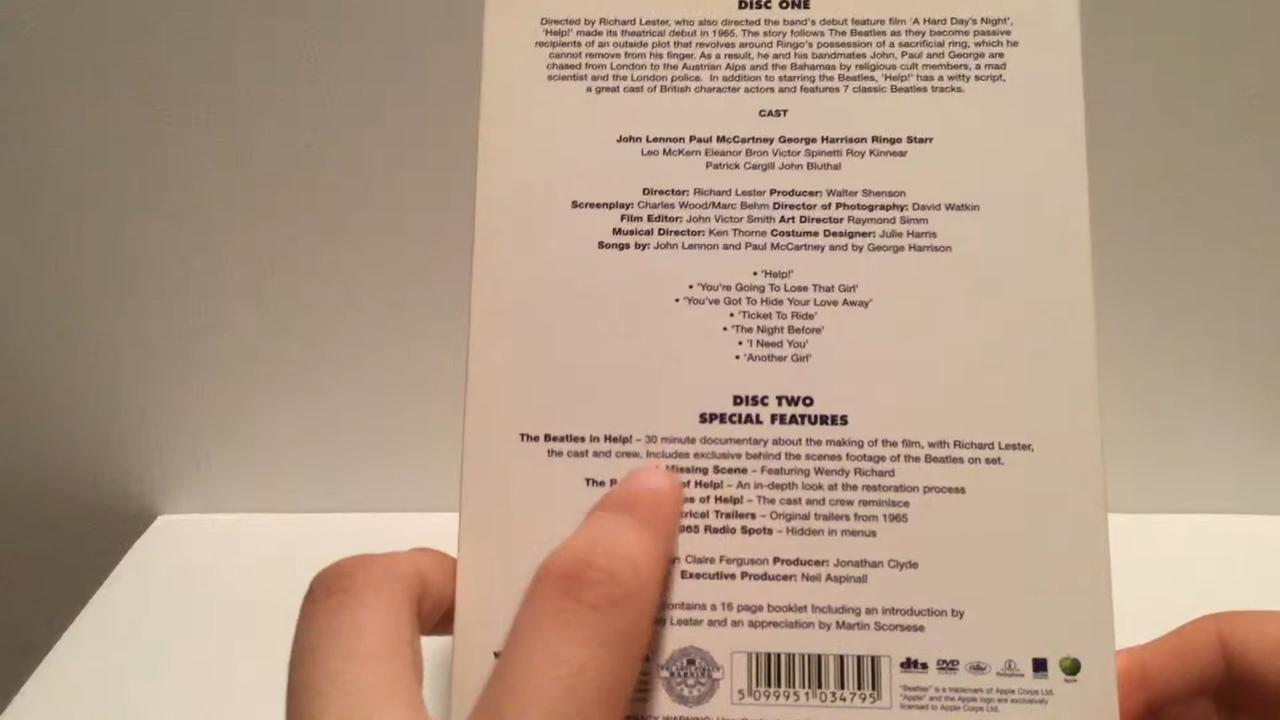 DISC ONE
Directed by Richard Lester, who also directed the band's debut feature film 'A Hard Day's Night',
'Help!' made its theatrical debut in 1965. The story follows The Beatles as they become passive
recipients of an outside plot that revolves around Ringo's possession of a sacrificial ring, which he
cannot remove from his finger. As a result, he and his bandmates John, Paul and George are
chased from London to the Austrian Alps and the Bahamas by religious cult members, a mad
scientist and the London police. In addition to starring the Beatles, 'Help!' has a witty script,
a great cast of British character actors and features 7 classic Beatles tracks.
CAST
John Lennon Paul McCartney George Harrison Ringo Starr
Leo McKern Eleanor Bron Victor Spinetti Roy Kinnear
Patrick Cargill John Bluthal
Director: Richard Lester Producer: Walter Shenson
Screenplay: Charles Wood/Marc Behm Director of Photography: David Watkin
Film Editor: John Victor Smith Art Director Raymond Simm
Musical Director: Ken Thorne Costume Designer: Julie Harris
Songs by: John Lennon and Paul McCartney and by George Harrison
• 'Help!'
• 'You're Going To Lose That Girl'
• 'You've Got To Hide Your Love Away'
• 'Ticket To Ride'
• 'The Night Before'
• 'I Need You'
• 'Another Girl'
DISC TWO
SPECIAL FEATURES
The Beatles in Help! – 30 minute documentary about the making of the film, with Richard Lester,
the cast and crew. Includes exclusive behind the scenes footage of the Beatles on set.
Missing Scene – Featuring Wendy Richard
The of Help! – An in-depth look at the restoration process
of Help! – The cast and crew reminisce
Trailers – Original trailers from 1965
Radio Spots – Hidden in menus
Claire Ferguson Producer: Jonathan Clyde
Executive Producer: Neil Aspinall
a 16 page booklet Including an introduction by
Lester and an appreciation by Martin Scorsese
WARNING
dts DVD
5 099951 034795
"Beatles" is a trademark of Apple Corps Ltd.
"Apple" and the Apple logo are exclusively
licensed to Apple Corps Ltd.
WARNING: